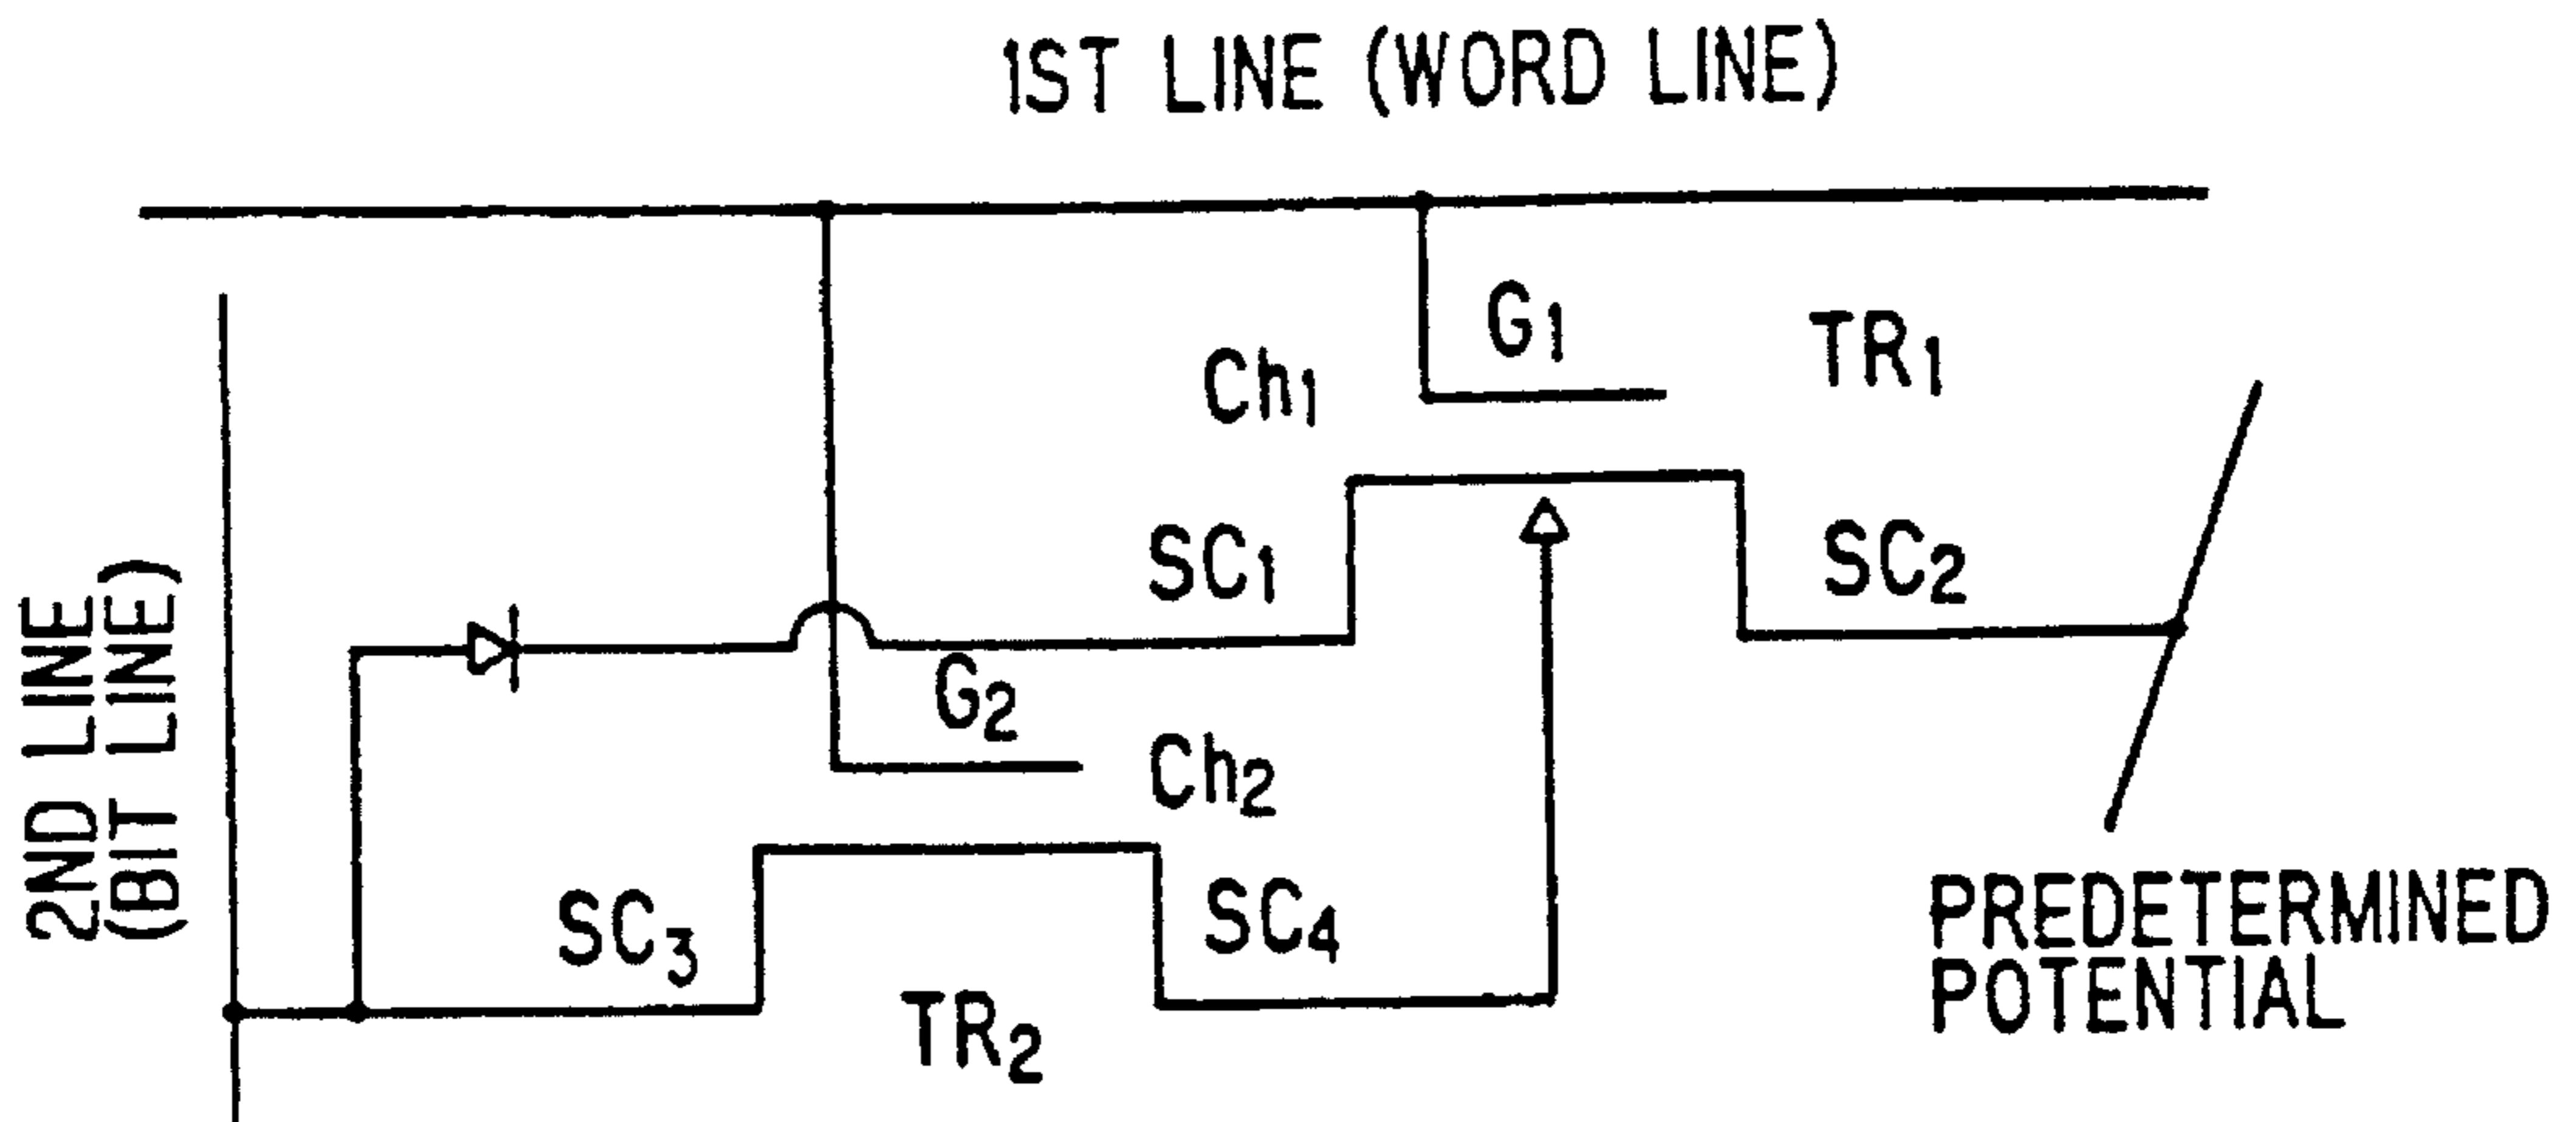 1ST LINE (WORD LINE)
G1
TR1
Ch1
SC1
SC2
2ND LINE
(BIT LINE)
G2
Ch2
SC3
SC4
TR2
PREDETERMINED
POTENTIAL